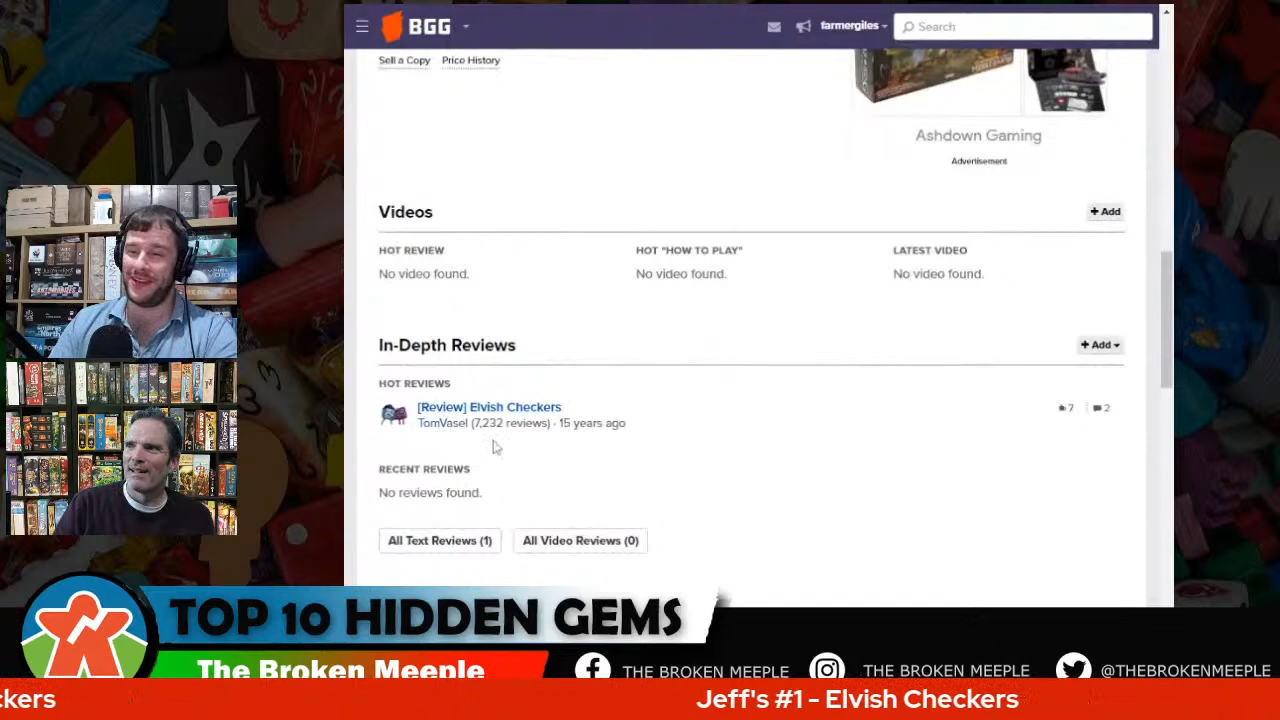 BGG
farmergiles
Search
Sell a Copy Price History
Ashdown Gaming
Advertisement
Videos
+ Add
HOT REVIEW
HOT "HOW TO PLAY"
LATEST VIDEO
No video found.
No video found.
No video found.
In-Depth Reviews
+ Add
HOT REVIEWS
[Review] Elvish Checkers
TomVasel (7,232 reviews) · 15 years ago
7
2
RECENT REVIEWS
No reviews found.
All Text Reviews (1)
All Video Reviews (0)
TOP 10 HIDDEN GEMS
The Broken Meeple
THE BROKEN MEEPLE
THE BROKEN MEEPLE
@THEBROKENMEEPLE
ckers
Jeff's #1 - Elvish Checkers